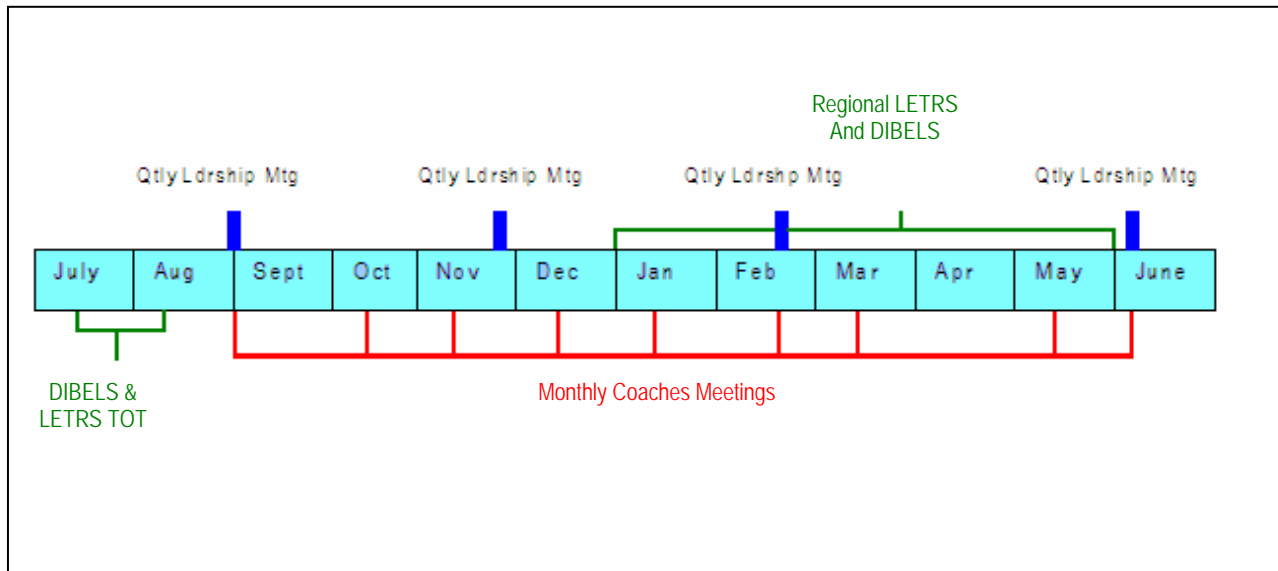 Regional LETRS
And DIBELS
Qtly Ldrship Mtg
Qtly Ldrship Mtg
Qtly Ldrshp Mtg
Qtly Ldrship Mtg
July
Aug
Sept
Oct
Nov
Dec
Jan
Feb
Mar
Apr
May
June
DIBELS &
LETRS TOT
Monthly Coaches Meetings